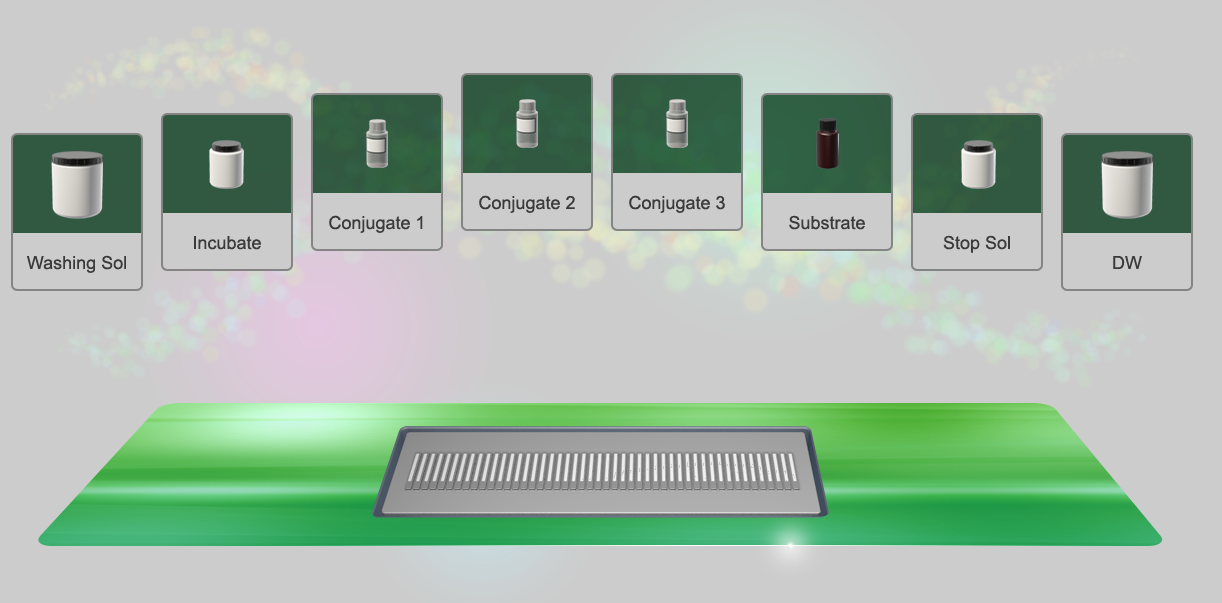 Washing Sol
Incubate
Conjugate 1
Conjugate 2
Conjugate 3
Substrate
Stop Sol
DW